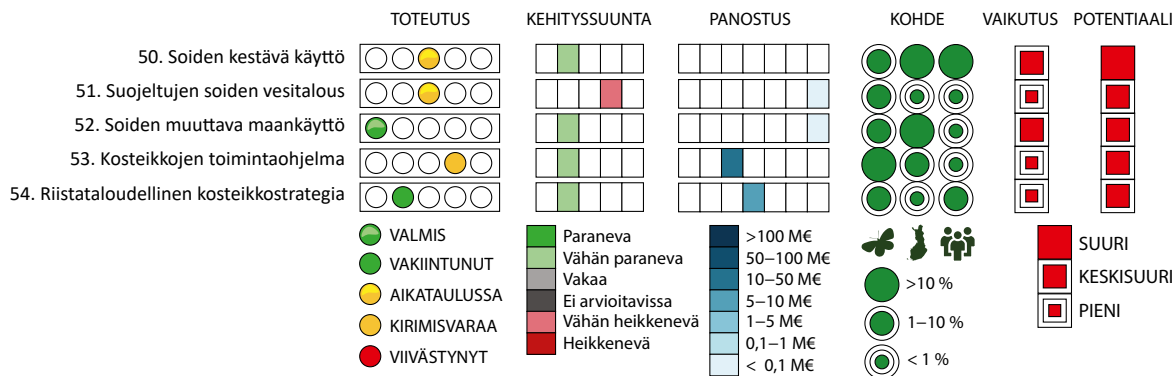 TOTEUTUS KEHITYSSUUNTA PANOSTUS KOHDE VAIKUTUS POTENTIAALI
50. Soiden kestävä käyttö
51. Suojeltujen soiden vesitalous
52. Soiden muuttava maankäyttö
53. Kosteikkojen toimintaohjelma
54. Riistataloudellinen kosteikkostrategia
VALMIS
VAKIINTUNUT
AIKATAULUSSA
KIRIMISVARAA
VIIVÄSTYNYT
Paraneva
Vähän paraneva
Vakaa
Ei arvioitavissa
Vähän heikkenevä
Heikkenevä
>100 M€
50–100 M€
10–50 M€
5–10 M€
1–5 M€
0,1–1 M€
< 0,1 M€
>10 %
1–10 %
< 1 %
SUURI
KESKISUURI
PIENI